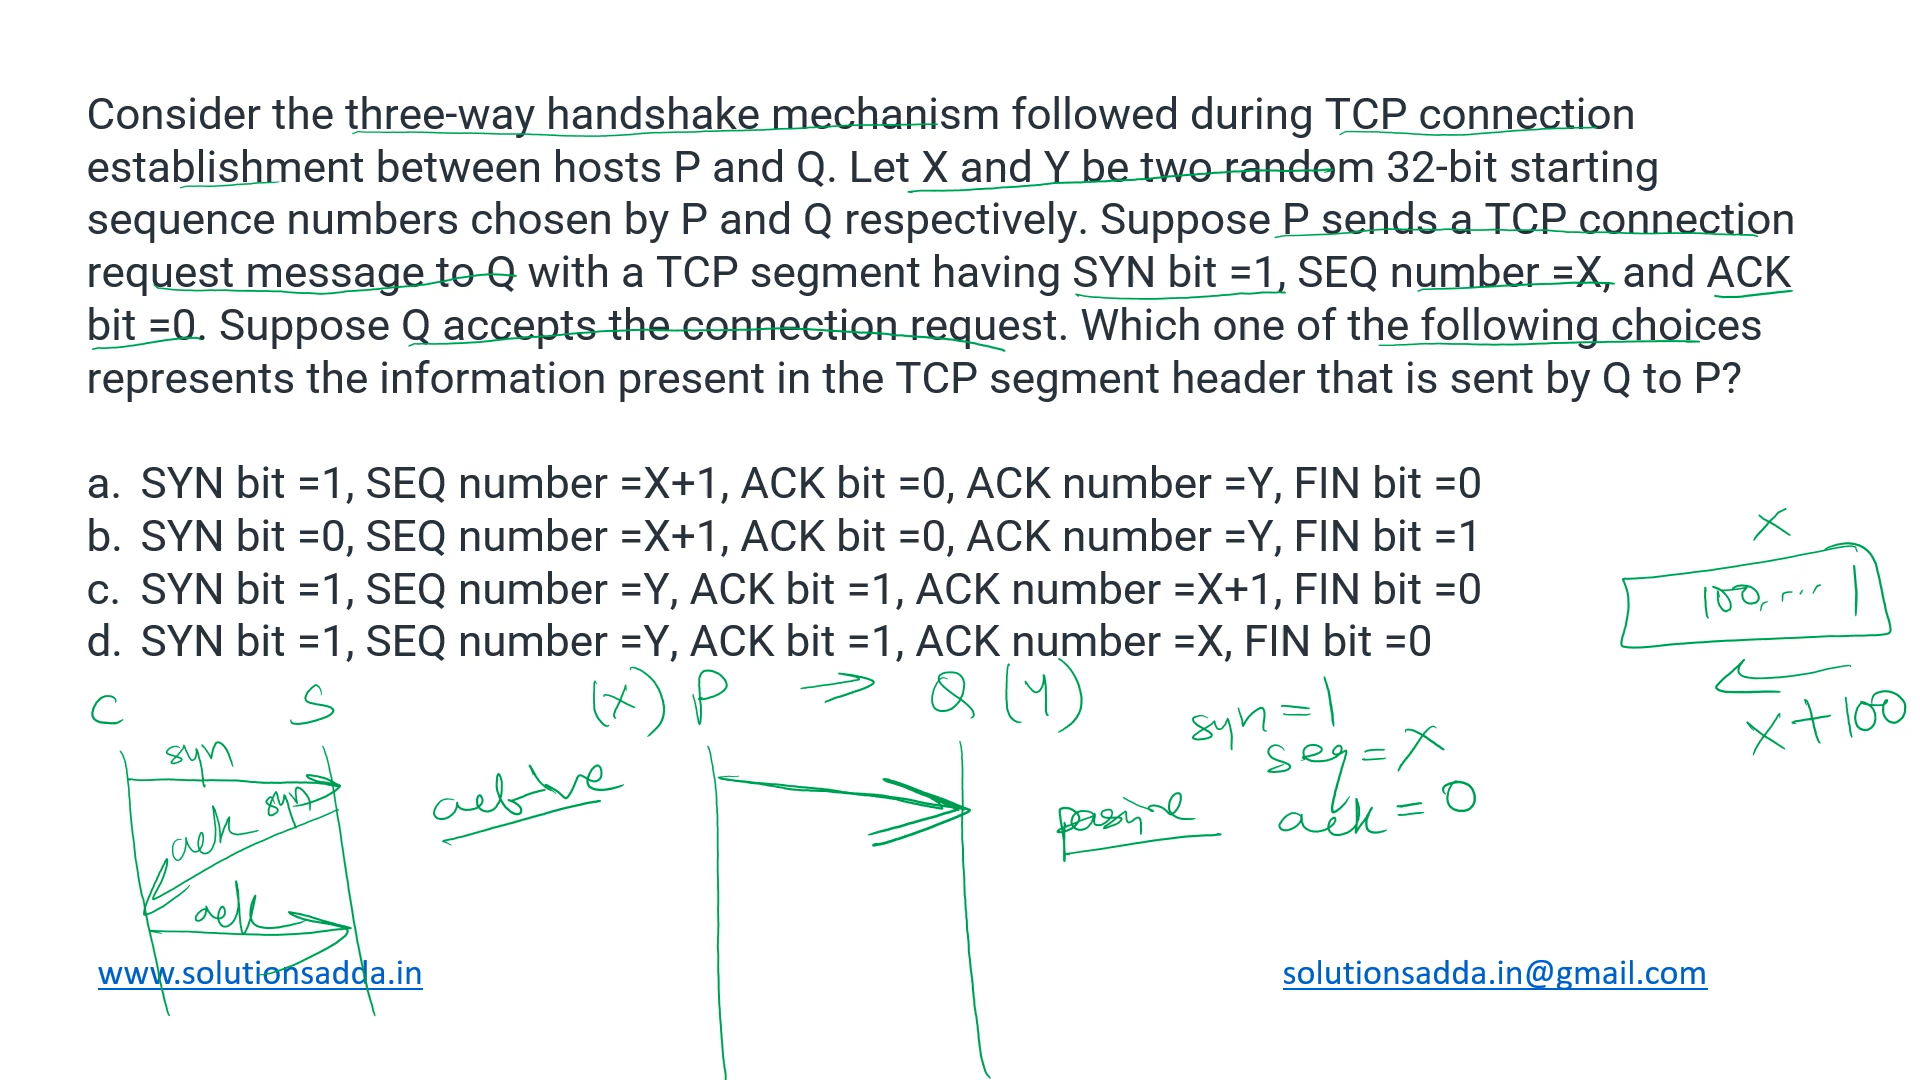 Consider the three-way handshake mechanism followed during TCP connection
establishment between hosts P and Q. Let X and Y be two random 32-bit starting
sequence numbers chosen by P and Q respectively. Suppose P sends a TCP connection
request message to Q with a TCP segment having SYN bit =1, SEQ number =X, and ACK
bit =0. Suppose Q accepts the connection request. Which one of the following choices
represents the information present in the TCP segment header that is sent by Q to P?
a. SYN bit =1, SEQ number =X+1, ACK bit =0, ACK number =Y, FIN bit =0
b. SYN bit =0, SEQ number =X+1, ACK bit =0, ACK number =Y, FIN bit =1
c. SYN bit =1, SEQ number =Y, ACK bit =1, ACK number =X+1, FIN bit =0
d. SYN bit =1, SEQ number =Y, ACK bit =1, ACK number =X, FIN bit =0
X
100.... 1
X+100
C S
syn
ack syn
ack
active
(X) P → Q (Y)
passive
syn = 1
seq = X
ack = 0
www.solutionsadda.in
solutionsadda.in@gmail.com